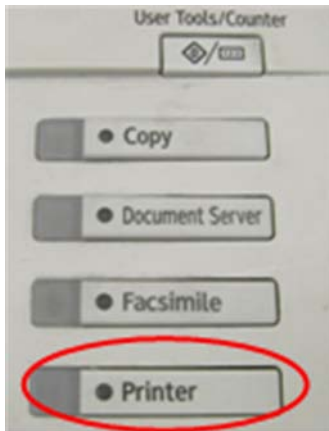 User Tools/Counter
Copy
Document Server
Facsimile
Printer